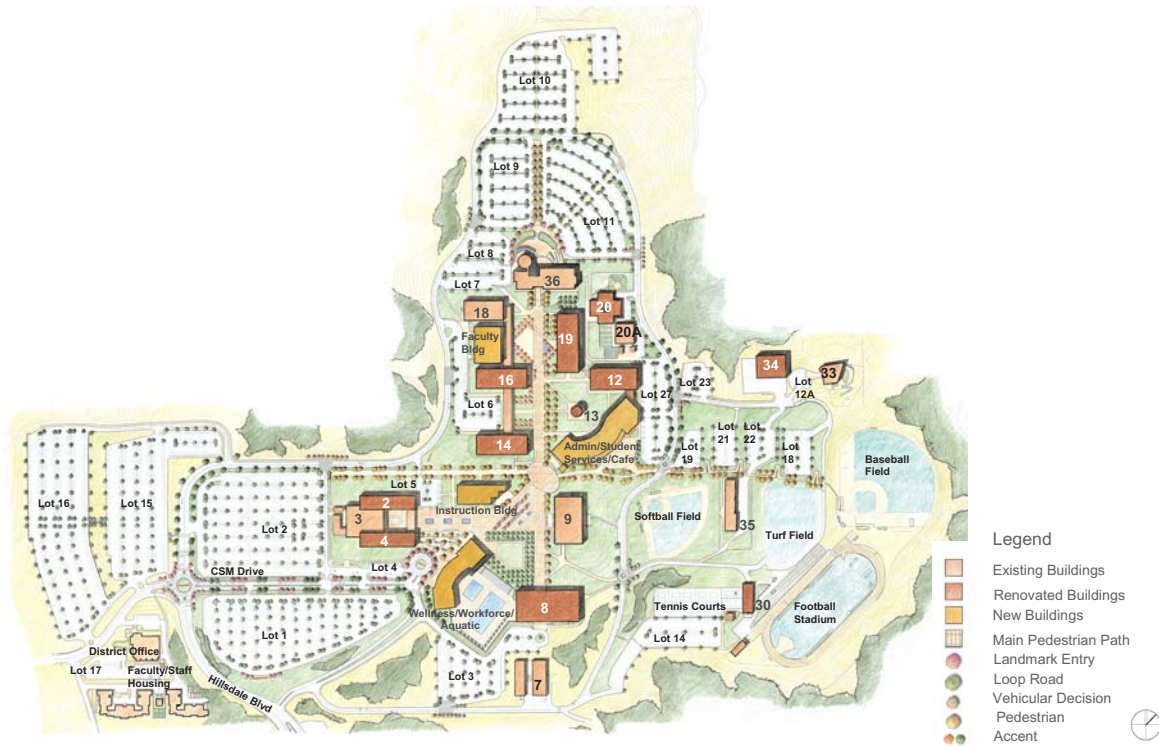 Lot 10
Lot 9
Lot 11
Lot 8
36
Lot 7
20
18
20A
19
Faculty
Bldg
34
33
16
12
Lot 23
Lot
12A
Lot 27
Lot 6
13
Lot
21
Lot
22
14
Admin/Student
Services/Cafe
Lot
19
Lot
18
Baseball
Field
Lot 16
Lot 15
Lot 5
2
Lot 2
Instruction Bldg
3
9
Softball Field
35
4
Turf Field
CSM Drive
Lot 4
Wellness/Workforce/
Aquatic
8
Tennis Courts
30
Football
Stadium
Lot 1
Lot 14
District Office
Lot 17
Faculty/Staff
Housing
Hillsdale Blvd
Lot 3
7
Legend
Existing Buildings
Renovated Buildings
New Buildings
Main Pedestrian Path
Landmark Entry
Loop Road
Vehicular Decision
Pedestrian
Accent